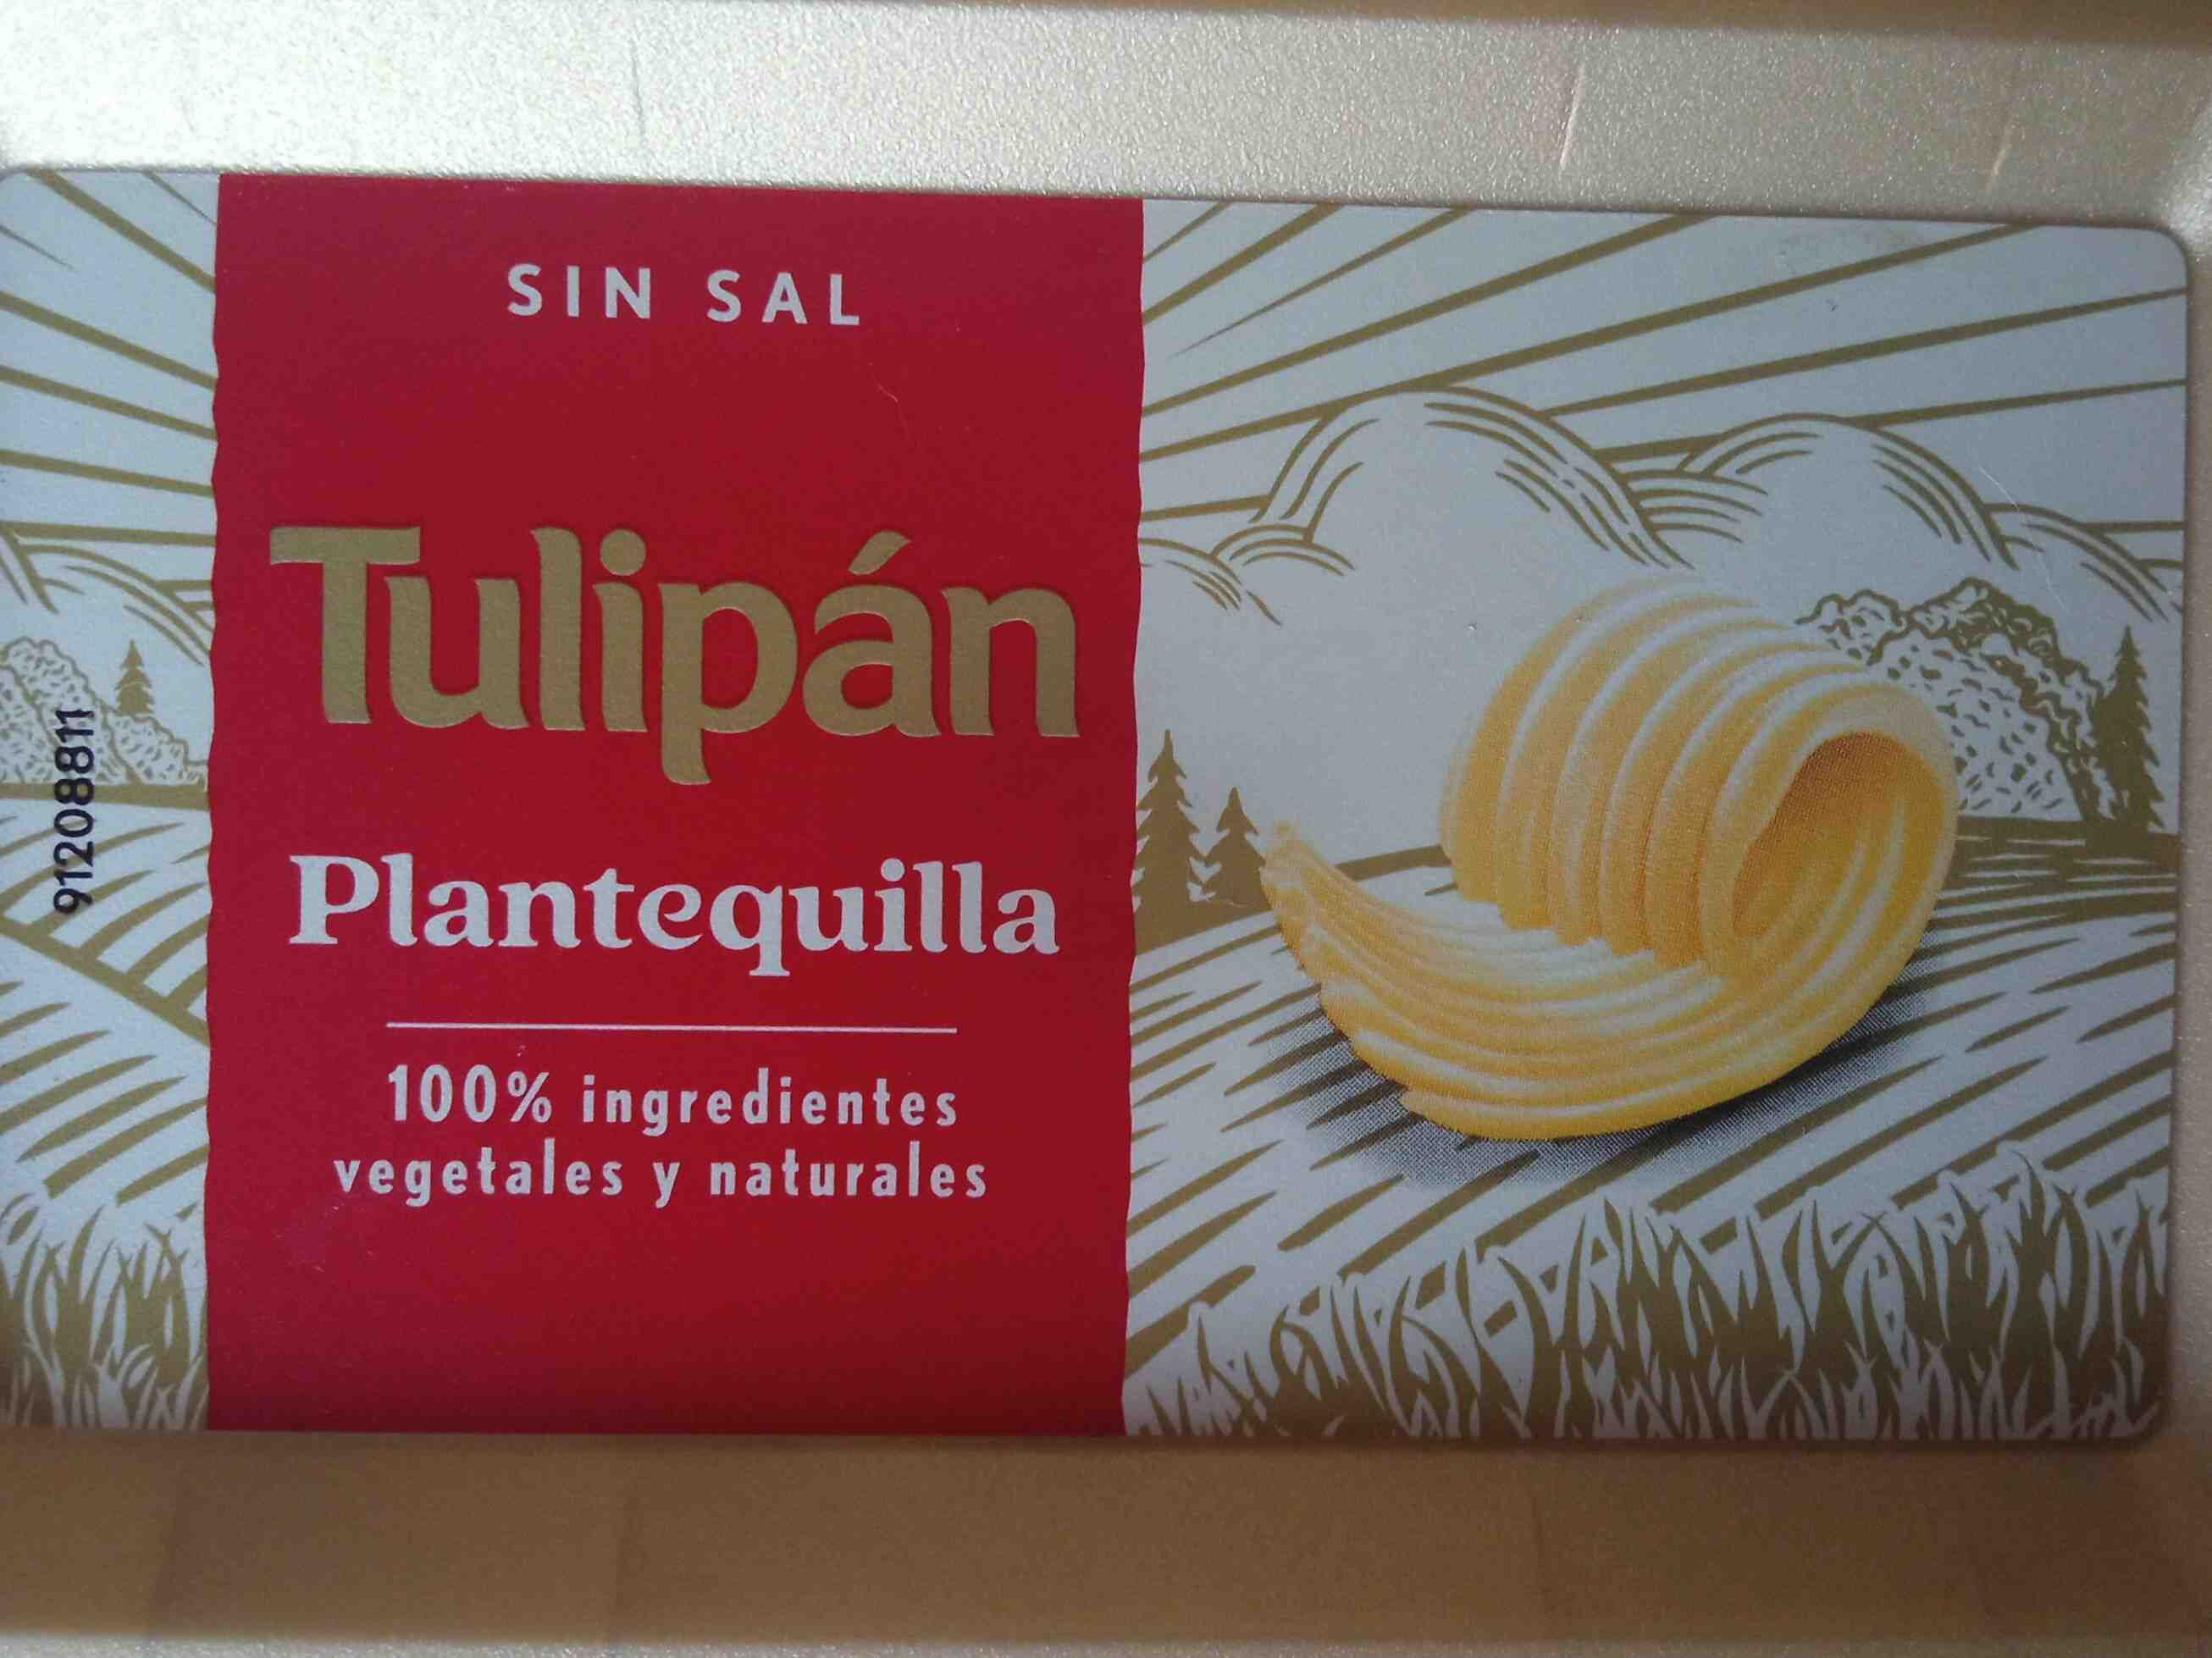 SIN SAL
Tulipán
Plantequilla
100% ingredientes
vegetales y naturales
91208811